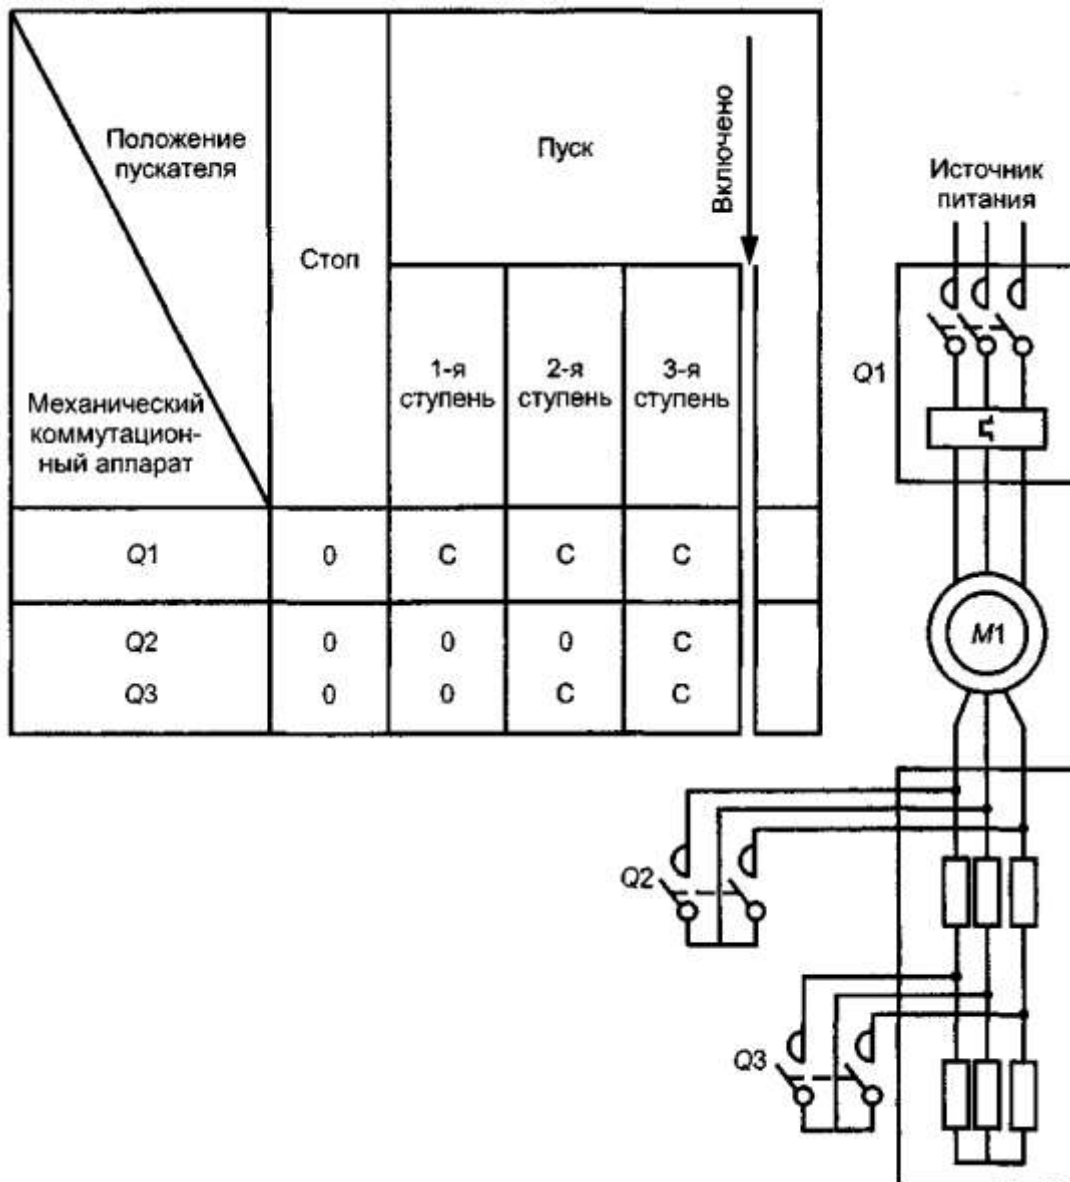 Положение
пускателя
Механический
коммутацион-
ный аппарат
Стоп
Пуск
Включено
1-я
ступень
2-я
ступень
3-я
ступень
Q1 0 C C C
Q2 0 0 0 C
Q3 0 0 C C
Источник
питания
Q1
M1
Q2
Q3